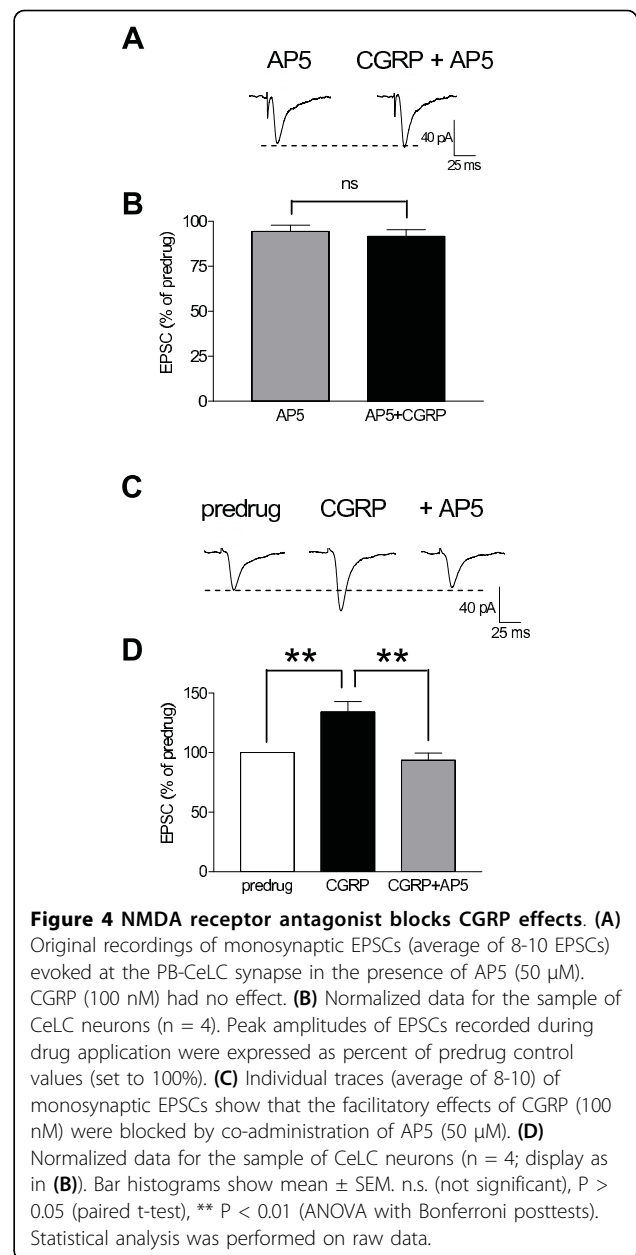 A
AP5 CGRP + AP5
40 pA
25 ms
B
ns
100
75
50
25
0
EPSC (% of predrug)
AP5 AP5+CGRP
C
predrug CGRP + AP5
40 pA
25 ms
D
** **
150
100
50
0
EPSC (% of predrug)
predrug CGRP CGRP+AP5
Figure 4 NMDA receptor antagonist blocks CGRP effects. (A)
Original recordings of monosynaptic EPSCs (average of 8-10 EPSCs)
evoked at the PB-CeLC synapse in the presence of AP5 (50 μM).
CGRP (100 nM) had no effect. (B) Normalized data for the sample of
CeLC neurons (n = 4). Peak amplitudes of EPSCs recorded during
drug application were expressed as percent of predrug control
values (set to 100%). (C) Individual traces (average of 8-10) of
monosynaptic EPSCs show that the facilitatory effects of CGRP (100
nM) were blocked by co-administration of AP5 (50 μM). (D)
Normalized data for the sample of CeLC neurons (n = 4; display as
in (B)). Bar histograms show mean ± SEM. n.s. (not significant), P >
0.05 (paired t-test), ** P < 0.01 (ANOVA with Bonferroni posttests).
Statistical analysis was performed on raw data.